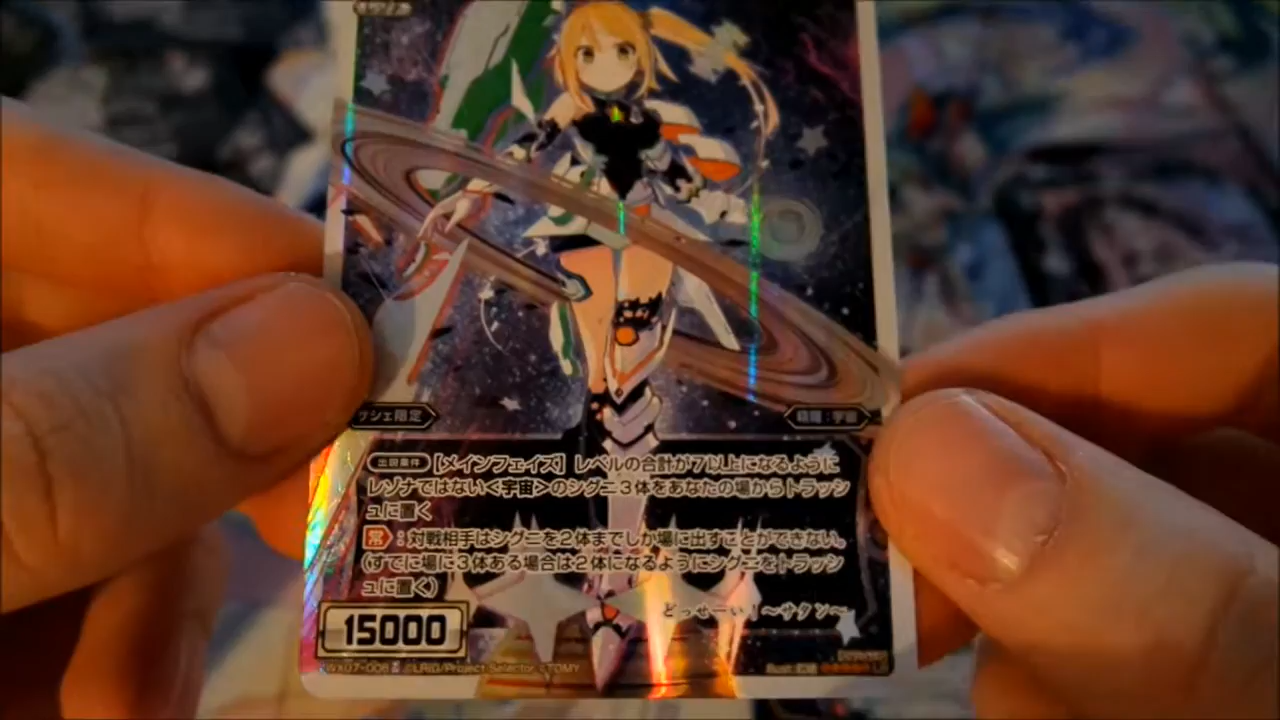 レゾナ
サシェ限定
精羅：宇宙
出現条件 [メインフェイズ] レベルの合計が7以上になるように
レゾナではない<宇宙>のシグニ3体をあなたの場からトラッ
シュに置く
常：対戦相手はシグニを2体までしか場に出すことができない。
(すでに場に3体ある場合は2体になるようにシグニをトラッシ
ュに置く)
どっせーい！～サタン～
15000
WX07-006 ©LRIG/Project Selector ©TOMY
Illust